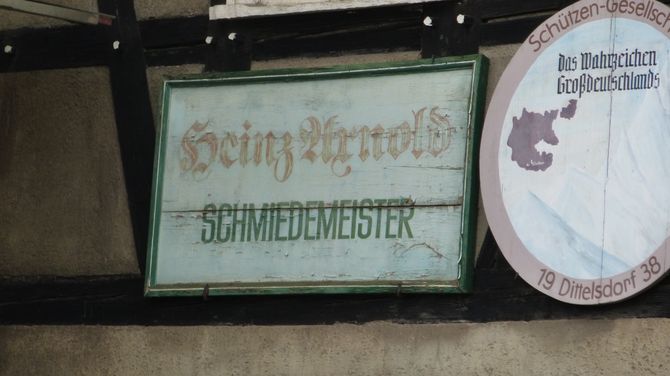 Heinz Arnold
SCHMIEDEMEISTER
Schützen-Gesellsch
das Wahrzeichen
Großdeutschlands
19 Dittelsdorf 38